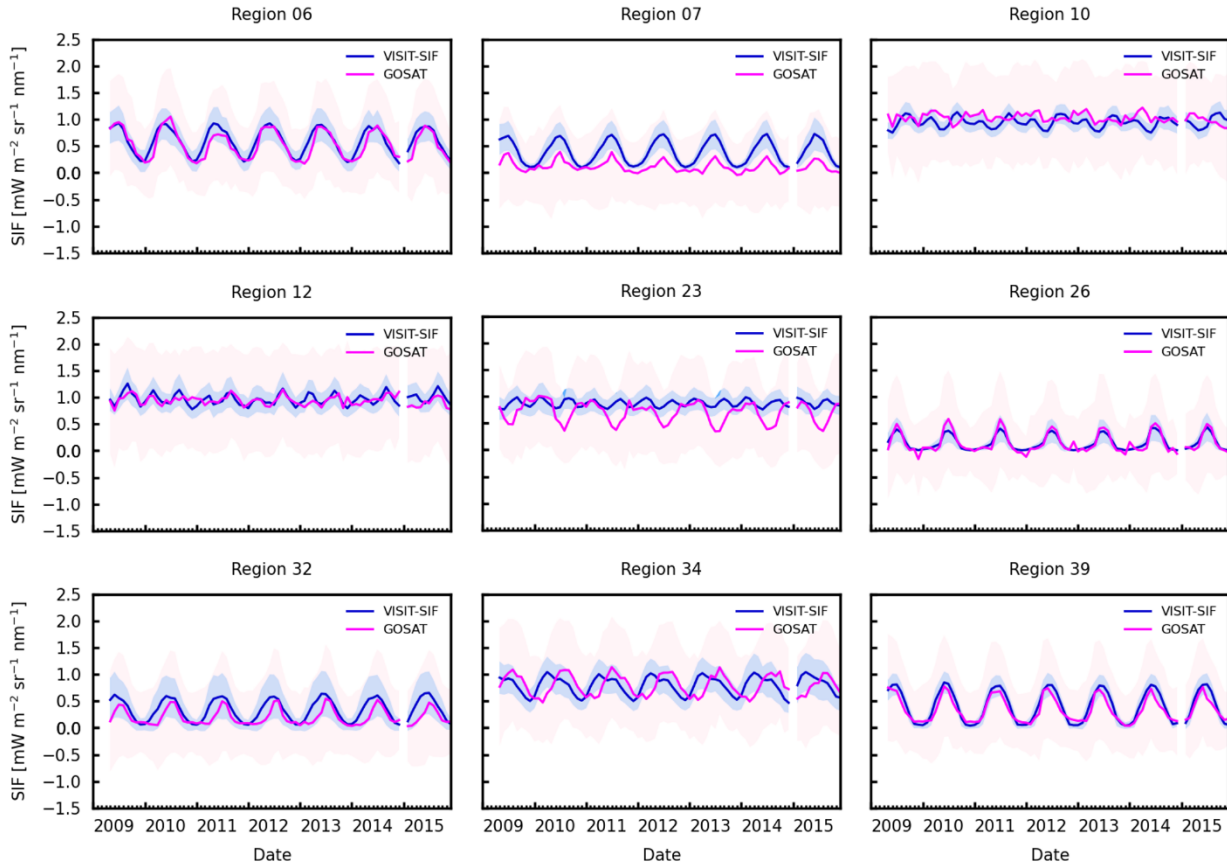 Region 06
Region 07
Region 10
SIF [mW m⁻² sr⁻¹ nm⁻¹]
2.5
2.0
1.5
1.0
0.5
0.0
−0.5
−1.0
−1.5
VISIT-SIF
GOSAT
VISIT-SIF
GOSAT
VISIT-SIF
GOSAT
Region 12
Region 23
Region 26
SIF [mW m⁻² sr⁻¹ nm⁻¹]
2.5
2.0
1.5
1.0
0.5
0.0
−0.5
−1.0
−1.5
VISIT-SIF
GOSAT
VISIT-SIF
GOSAT
VISIT-SIF
GOSAT
Region 32
Region 34
Region 39
SIF [mW m⁻² sr⁻¹ nm⁻¹]
2.5
2.0
1.5
1.0
0.5
0.0
−0.5
−1.0
−1.5
VISIT-SIF
GOSAT
VISIT-SIF
GOSAT
VISIT-SIF
GOSAT
2009 2010 2011 2012 2013 2014 2015
2009 2010 2011 2012 2013 2014 2015
2009 2010 2011 2012 2013 2014 2015
Date
Date
Date